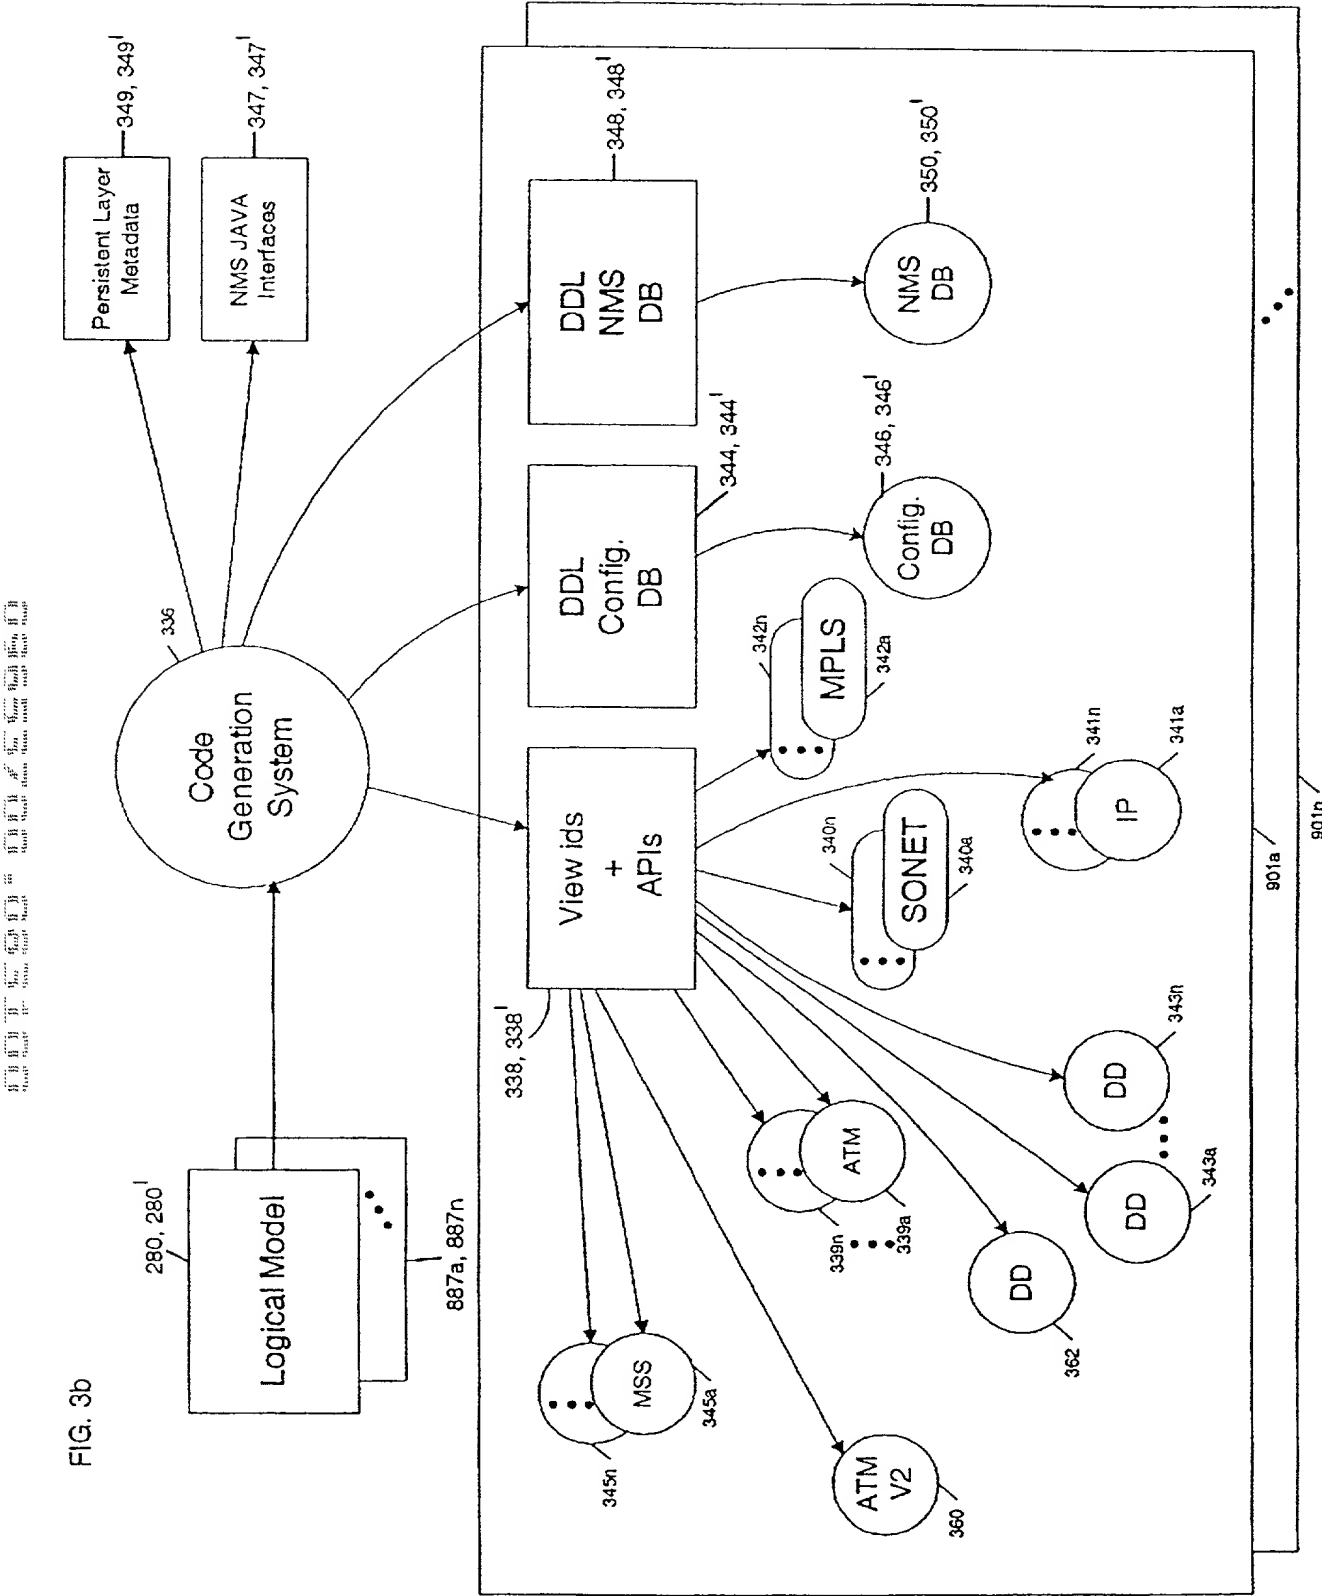 FIG. 3b
280, 280'
Logical Model
887a, 887n
336
Code
Generation
System
Persistent Layer
Metadata
349, 349'
NMS JAVA
Interfaces
347, 347'
338, 338'
View ids
+
APIs
DDL
Config.
DB
344, 344'
DDL
NMS
DB
348, 348'
345n
MSS
345a
ATM
V2
360
339n
ATM
339a
DD
362
DD
343a
DD
343n
340n
SONET
340a
342n
MPLS
342a
341n
IP
341a
Config.
DB
346, 346'
NMS
DB
350, 350'
901a
901n